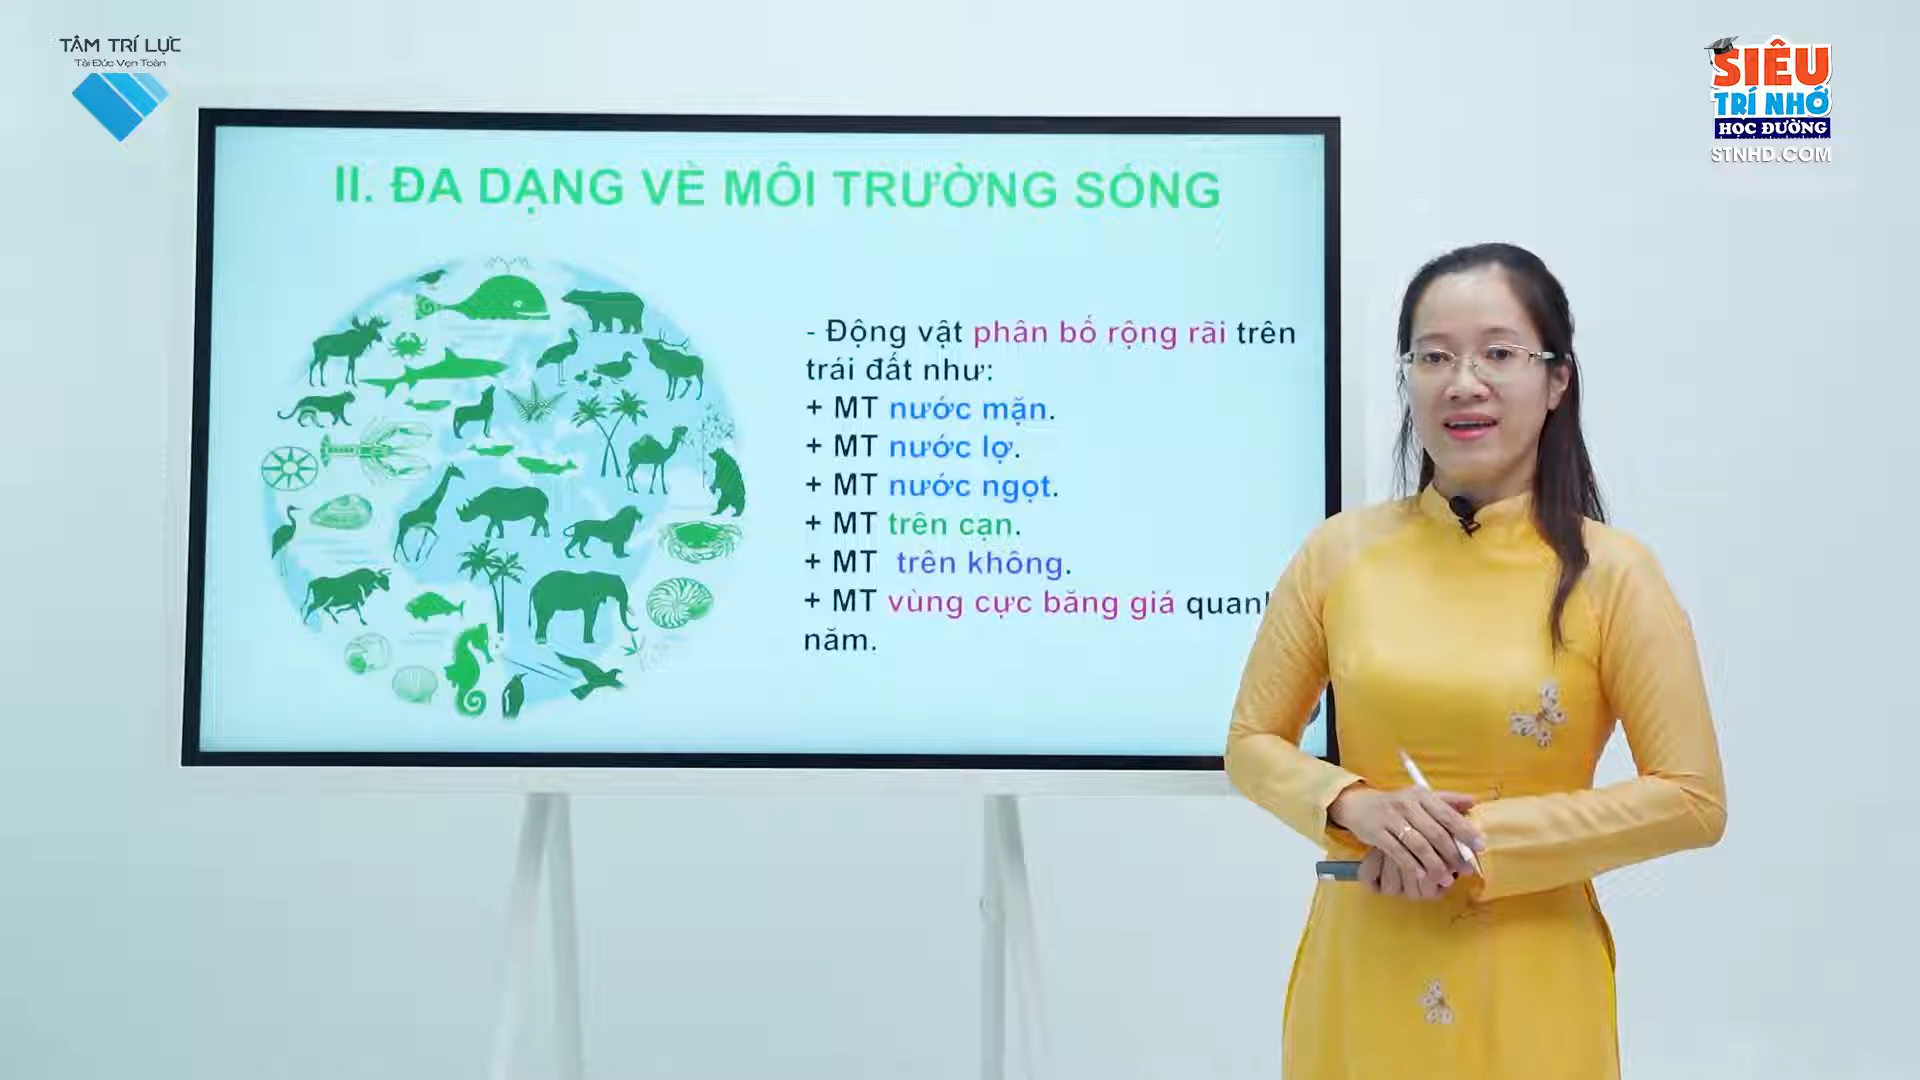 TÂM TRÍ LỰC
Tài Đức Vẹn Toàn
SIÊU
TRÍ NHỚ
HỌC ĐƯỜNG
STNHD.COM
II. ĐA DẠNG VỀ MÔI TRƯỜNG SỐNG
- Động vật phân bố rộng rãi trên
trái đất như:
+ MT nước mặn.
+ MT nước lợ.
+ MT nước ngọt.
+ MT trên cạn.
+ MT trên không.
+ MT vùng cực băng giá quanh
năm.